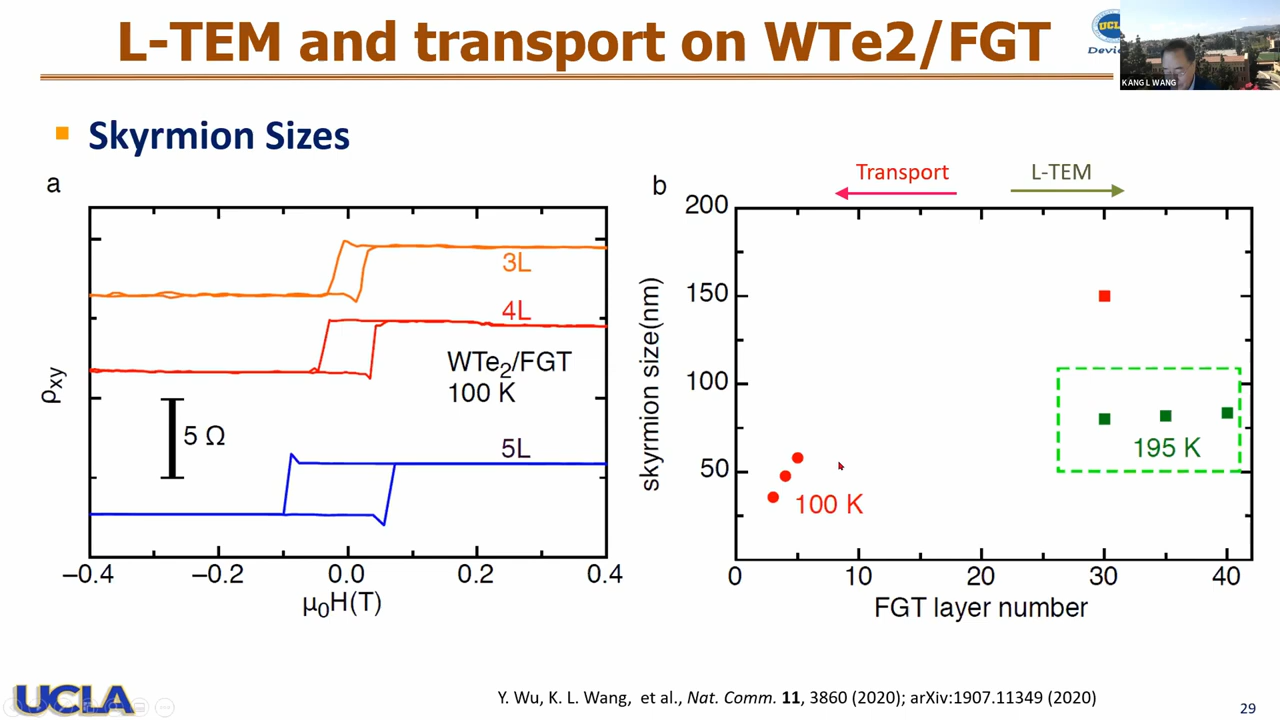 L-TEM and transport on WTe2/FGT
UCL
Devi
KANG L WANG
▪ Skyrmion Sizes
a
ρxy
3L
4L
WTe₂/FGT
100 K
5 Ω
5L
−0.4 −0.2 0.0 0.2 0.4
μ₀H(T)
b
Transport
L-TEM
skyrmion size(nm)
200
150
100
50
195 K
100 K
0 10 20 30 40
FGT layer number
UCLA
Y. Wu, K. L. Wang, et al., Nat. Comm. 11, 3860 (2020); arXiv:1907.11349 (2020)
29